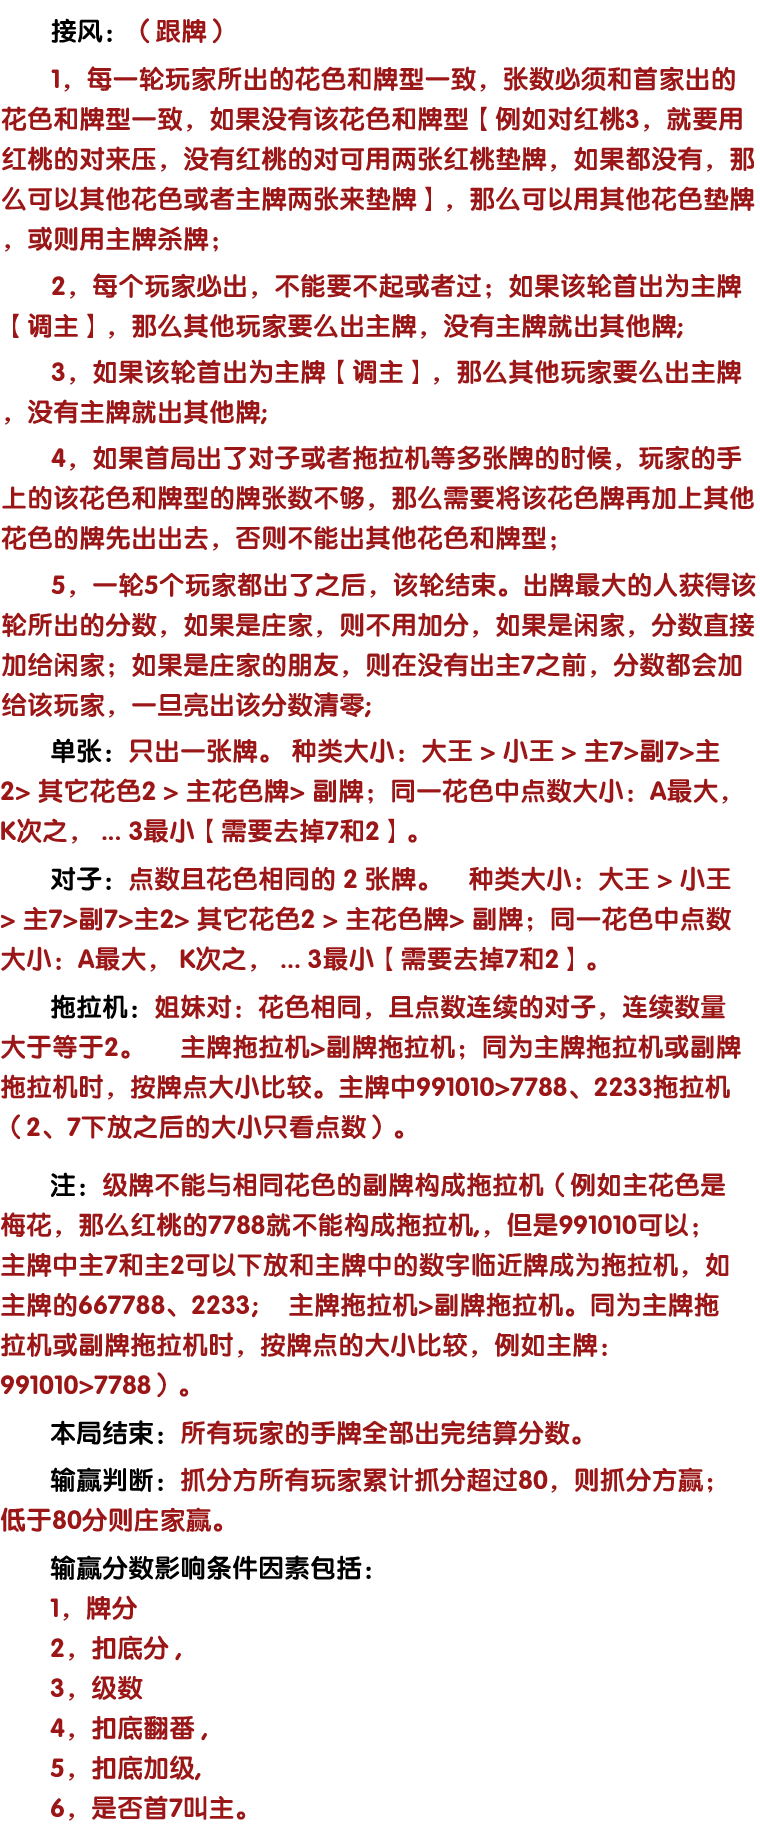 接风：（跟牌）
1，每一轮玩家所出的花色和牌型一致，张数必须和首家出的
花色和牌型一致，如果没有该花色和牌型【例如对红桃3，就要用
红桃的对来压，没有红桃的对可用两张红桃垫牌，如果都没有，那
么可以其他花色或者主牌两张来垫牌】，那么可以用其他花色垫牌
，或则用主牌杀牌；
2，每个玩家必出，不能要不起或者过；如果该轮首出为主牌
【调主】，那么其他玩家要么出主牌，没有主牌就出其他牌;
3，如果该轮首出为主牌【调主】，那么其他玩家要么出主牌
，没有主牌就出其他牌;
4，如果首局出了对子或者拖拉机等多张牌的时候，玩家的手
上的该花色和牌型的牌张数不够，那么需要将该花色牌再加上其他
花色的牌先出出去，否则不能出其他花色和牌型；
5，一轮5个玩家都出了之后，该轮结束。出牌最大的人获得该
轮所出的分数，如果是庄家，则不用加分，如果是闲家，分数直接
加给闲家；如果是庄家的朋友，则在没有出主7之前，分数都会加
给该玩家，一旦亮出该分数清零;
单张：只出一张牌。 种类大小：大王 > 小王 > 主7>副7>主
2> 其它花色2 > 主花色牌> 副牌；同一花色中点数大小：A最大，
K次之， ... 3最小【需要去掉7和2】。
对子：点数且花色相同的 2 张牌。 种类大小：大王 > 小王
> 主7>副7>主2> 其它花色2 > 主花色牌> 副牌；同一花色中点数
大小：A最大， K次之， ... 3最小【需要去掉7和2】。
拖拉机：姐妹对：花色相同，且点数连续的对子，连续数量
大于等于2。 主牌拖拉机>副牌拖拉机；同为主牌拖拉机或副牌
拖拉机时，按牌点大小比较。主牌中991010>7788、2233拖拉机
（2、7下放之后的大小只看点数）。
注：级牌不能与相同花色的副牌构成拖拉机（例如主花色是
梅花，那么红桃的7788就不能构成拖拉机,，但是991010可以；
主牌中主7和主2可以下放和主牌中的数字临近牌成为拖拉机，如
主牌的667788、2233； 主牌拖拉机>副牌拖拉机。同为主牌拖
拉机或副牌拖拉机时，按牌点的大小比较，例如主牌：
991010>7788）。
本局结束：所有玩家的手牌全部出完结算分数。
输赢判断：抓分方所有玩家累计抓分超过80，则抓分方赢；
低于80分则庄家赢。
输赢分数影响条件因素包括：
1，牌分
2，扣底分，
3，级数
4，扣底翻番，
5，扣底加级,
6，是否首7叫主。